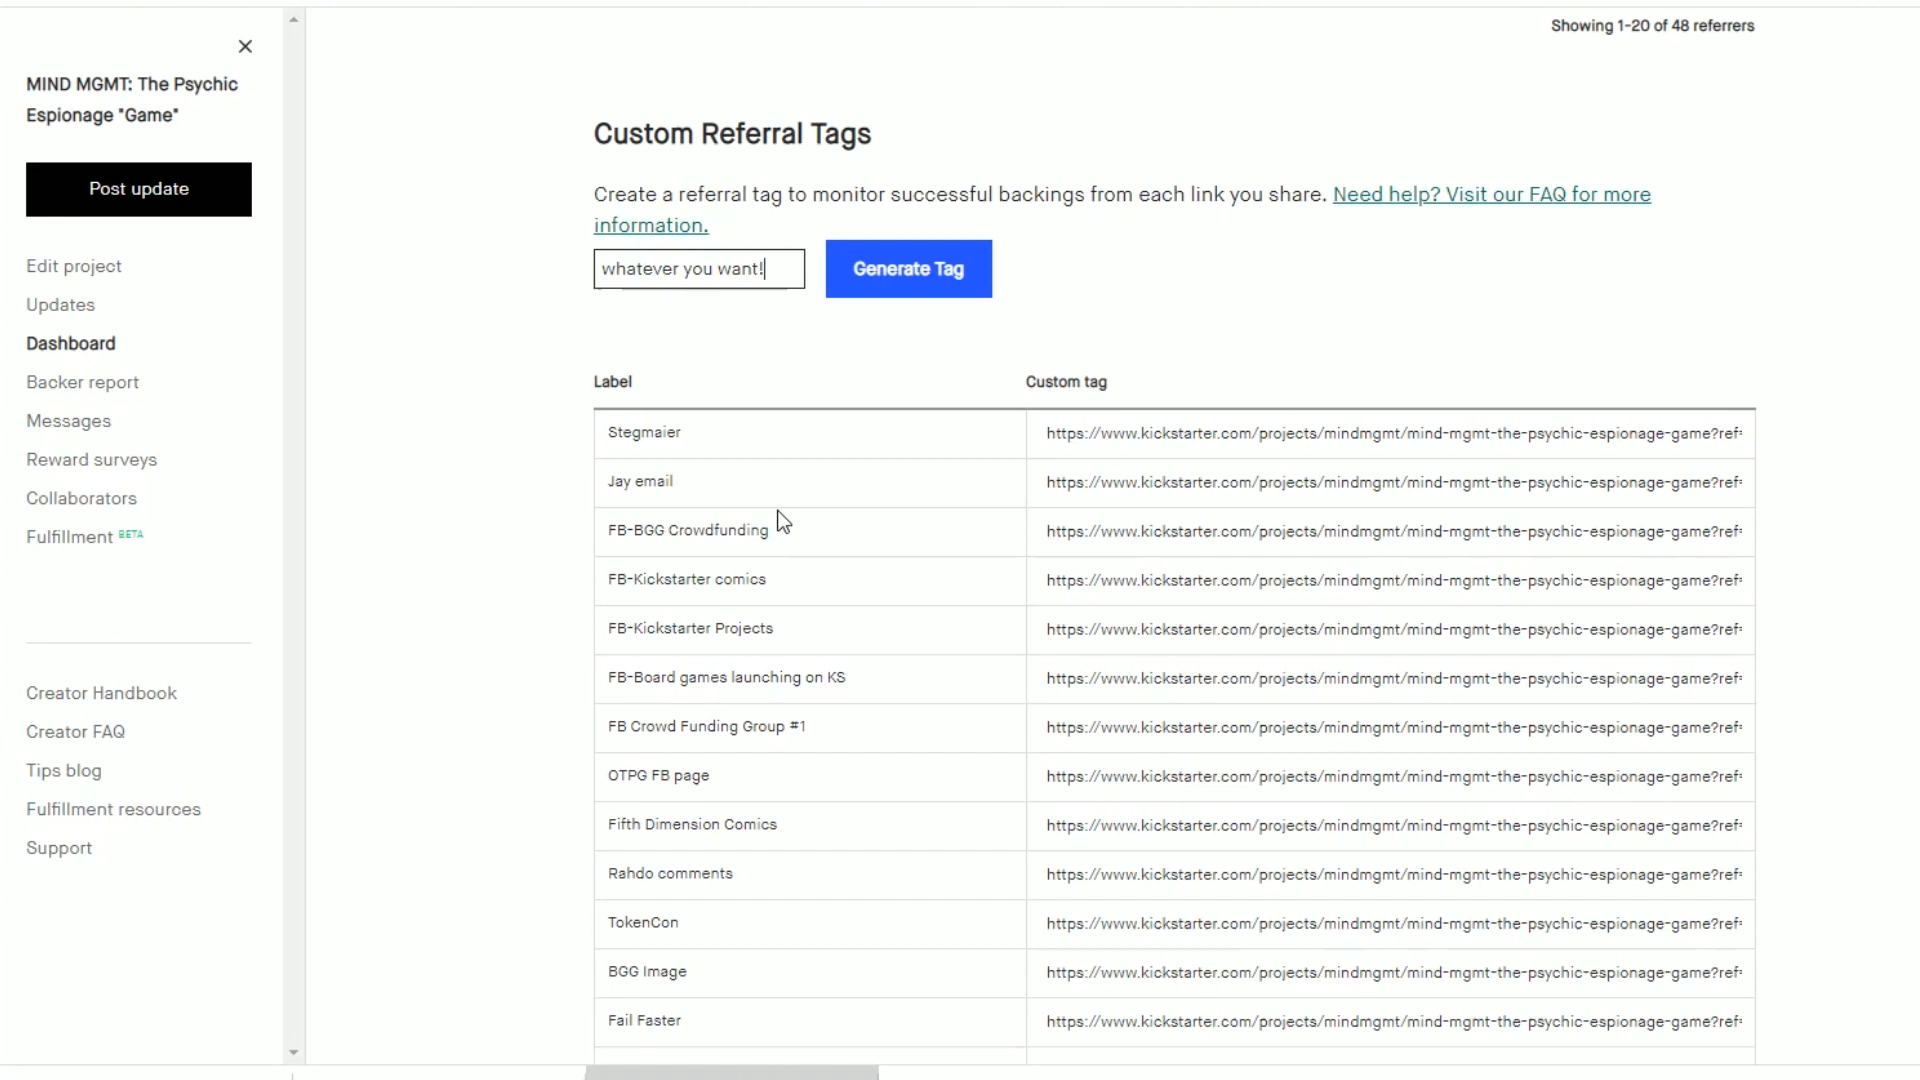 Showing 1-20 of 48 referrers
MIND MGMT: The Psychic
Espionage "Game"
Post update
Edit project
Updates
Dashboard
Backer report
Messages
Reward surveys
Collaborators
Fulfillment BETA
Creator Handbook
Creator FAQ
Tips blog
Fulfillment resources
Support
Custom Referral Tags
Create a referral tag to monitor successful backings from each link you share. Need help? Visit our FAQ for more
information.
whatever you want! Generate Tag
Label Custom tag
Stegmaier https://www.kickstarter.com/projects/mindmgmt/mind-mgmt-the-psychic-espionage-game?ref=
Jay email https://www.kickstarter.com/projects/mindmgmt/mind-mgmt-the-psychic-espionage-game?ref=
FB-BGG Crowdfunding https://www.kickstarter.com/projects/mindmgmt/mind-mgmt-the-psychic-espionage-game?ref=
FB-Kickstarter comics https://www.kickstarter.com/projects/mindmgmt/mind-mgmt-the-psychic-espionage-game?ref=
FB-Kickstarter Projects https://www.kickstarter.com/projects/mindmgmt/mind-mgmt-the-psychic-espionage-game?ref=
FB-Board games launching on KS https://www.kickstarter.com/projects/mindmgmt/mind-mgmt-the-psychic-espionage-game?ref=
FB Crowd Funding Group #1 https://www.kickstarter.com/projects/mindmgmt/mind-mgmt-the-psychic-espionage-game?ref=
OTPG FB page https://www.kickstarter.com/projects/mindmgmt/mind-mgmt-the-psychic-espionage-game?ref=
Fifth Dimension Comics https://www.kickstarter.com/projects/mindmgmt/mind-mgmt-the-psychic-espionage-game?ref=
Rahdo comments https://www.kickstarter.com/projects/mindmgmt/mind-mgmt-the-psychic-espionage-game?ref=
TokenCon https://www.kickstarter.com/projects/mindmgmt/mind-mgmt-the-psychic-espionage-game?ref=
BGG Image https://www.kickstarter.com/projects/mindmgmt/mind-mgmt-the-psychic-espionage-game?ref=
Fail Faster https://www.kickstarter.com/projects/mindmgmt/mind-mgmt-the-psychic-espionage-game?ref=